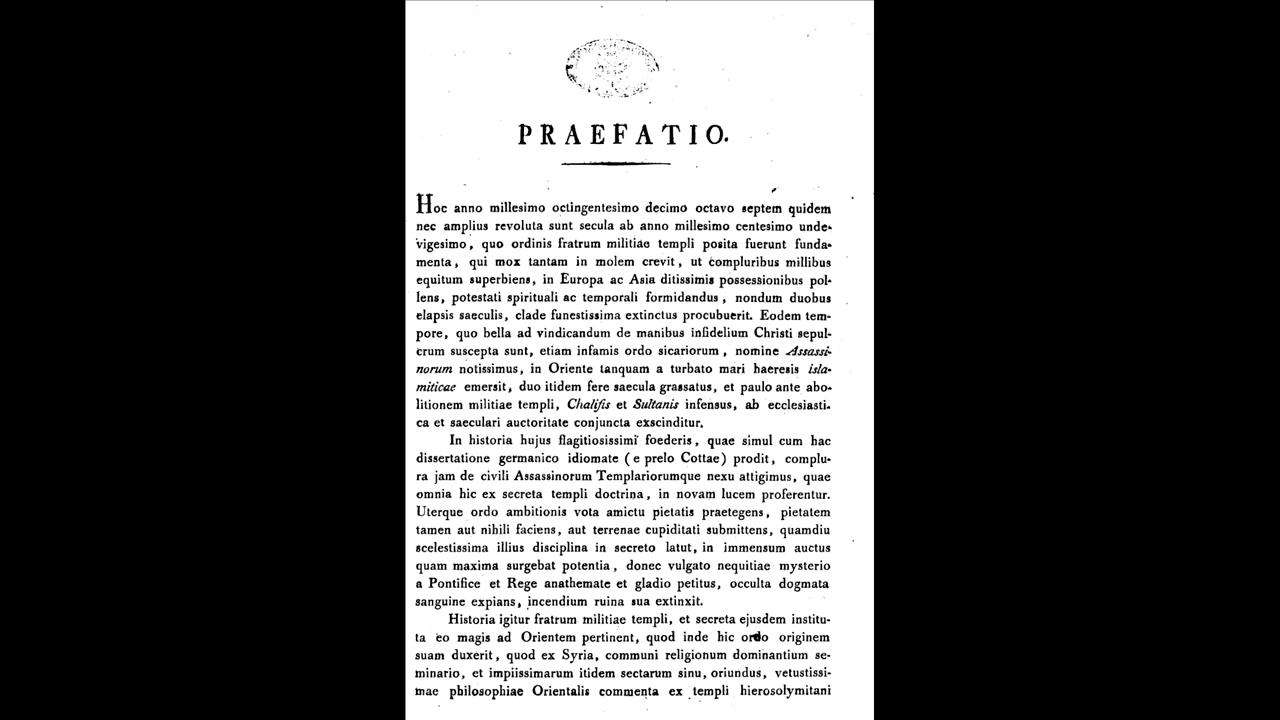 PRAEFATIO.
Hoc anno millesimo octingentesimo decimo octavo septem quidem
nec amplius revoluta sunt secula ab anno millesimo centesimo unde-
vigesimo, quo ordinis fratrum militiae templi posita fuerunt funda-
menta, qui mox tantam in molem crevit, ut compluribus millibus
equitum superbiens, in Europa ac Asia ditissimis possessionibus pol-
lens, potestati spirituali ac temporali formidandus, nondum duobus
elapsis saeculis, clade funestissima extinctus procubuerit. Eodem tem-
pore, quo bella ad vindicandum de manibus infidelium Christi sepul-
crum suscepta sunt, etiam infamis ordo sicariorum, nomine Assassi-
norum notissimus, in Oriente tanquam a turbato mari haeresis isla-
miticae emersit, duo itidem fere saecula grassatus, et paulo ante abo-
litionem militiae templi, Chalifis et Sultanis infensus, ab ecclesiasti-
ca et saeculari auctoritate conjuncta exscinditur.
In historia hujus flagitiosissimi foederis, quae simul cum hac
dissertatione germanico idiomate (e prelo Cottae) prodit, complu-
ra jam de civili Assassinorum Templariorumque nexu attigimus, quae
omnia hic ex secreta templi doctrina, in novam lucem proferentur.
Uterque ordo ambitionis vota amictu pietatis praetegens, pietatem
tamen aut nihili faciens, aut terrenae cupiditati submittens, quamdiu
scelestissima illius disciplina in secreto latut, in immensum auctus
quam maxima surgebat potentia, donec vulgato nequitiae mysterio
a Pontifice et Rege anathemate et gladio petitus, occulta dogmata
sanguine expians, incendium ruina sua extinxit.
Historia igitur fratrum militiae templi, et secreta ejusdem institu-
ta eo magis ad Orientem pertinent, quod inde hic ordo originem
suam duxerit, quod ex Syria, communi religionum dominantium se-
minario, et impiissimarum itidem sectarum sinu, oriundus, vetustissi-
mae philosophiae Orientalis commenta ex templi hierosolymitani